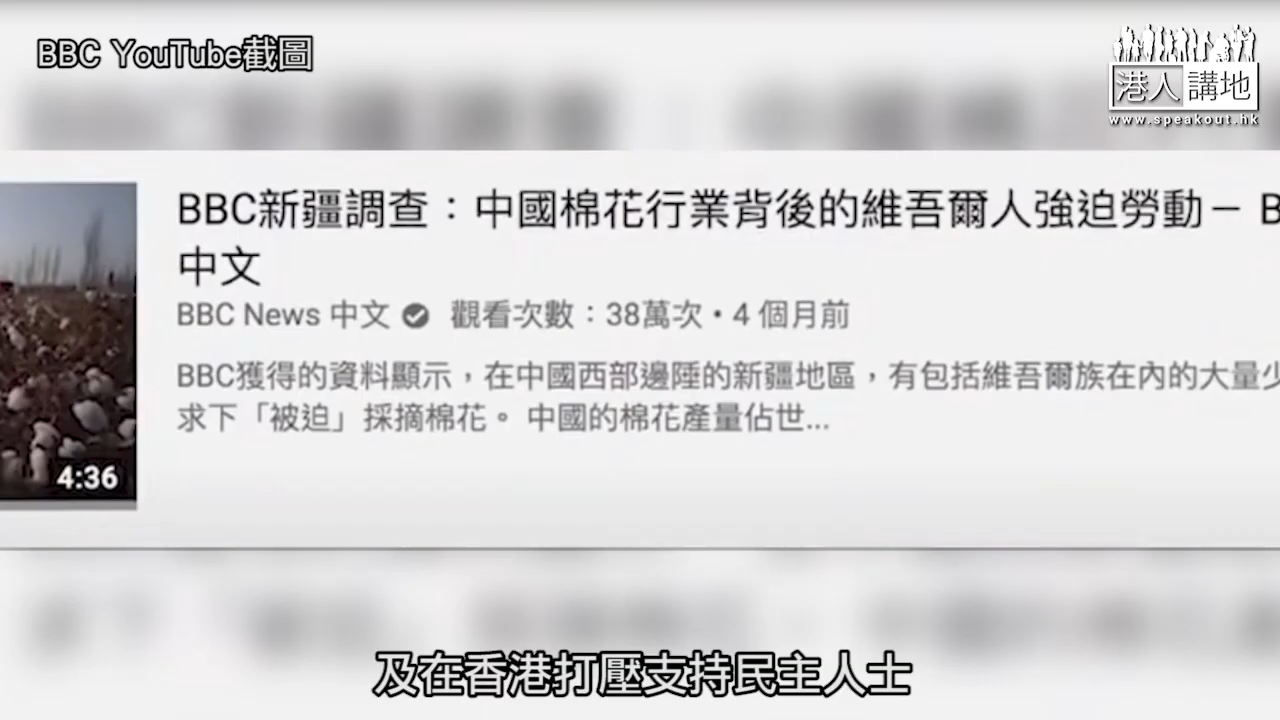 BBC YouTube截圖
港人講地
www.speakout.hk
BBC新疆調查：中國棉花行業背後的維吾爾人強迫勞動－ B
中文
BBC News 中文 觀看次數：38萬次・4 個月前
BBC獲得的資料顯示，在中國西部邊陲的新疆地區，有包括維吾爾族在內的大量少
求下「被迫」採摘棉花。 中國的棉花產量佔世...
4:36
及在香港打壓支持民主人士